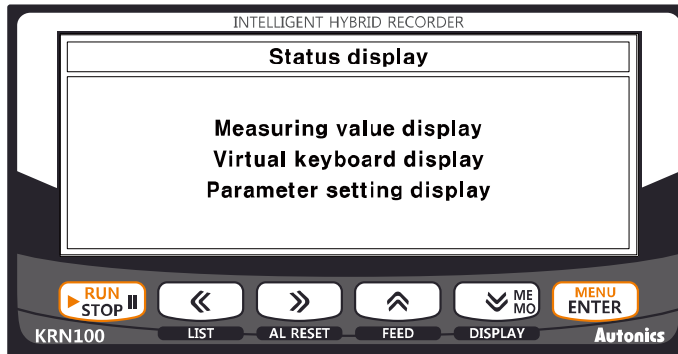 INTELLIGENT HYBRID RECORDER
Status display
Measuring value display
Virtual keyboard display
Parameter setting display
RUN
STOP
ME
MO
MENU
ENTER
KRN100
LIST
AL RESET
FEED
DISPLAY
Autonics